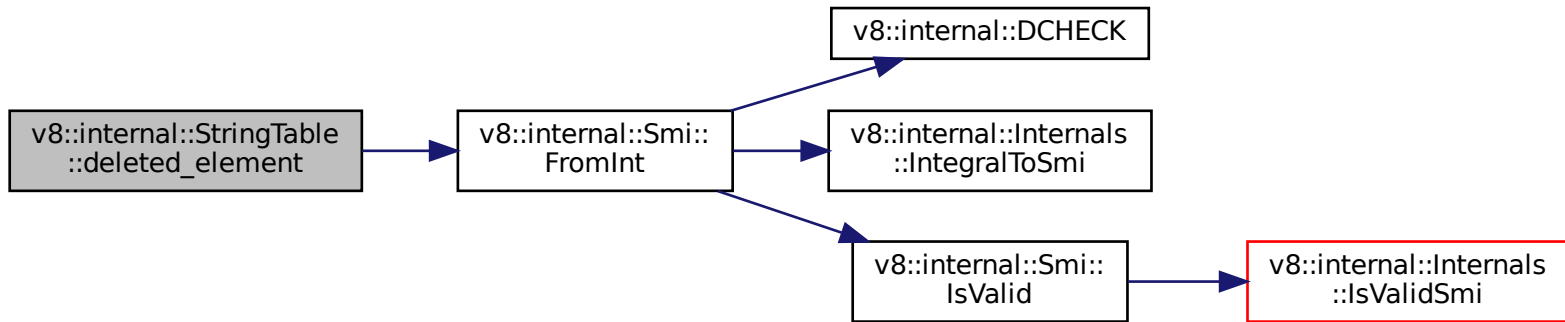 v8::internal::StringTable
::deleted_element
v8::internal::Smi::
FromInt
v8::internal::DCHECK
v8::internal::Internals
::IntegralToSmi
v8::internal::Smi::
IsValid
v8::internal::Internals
::IsValidSmi